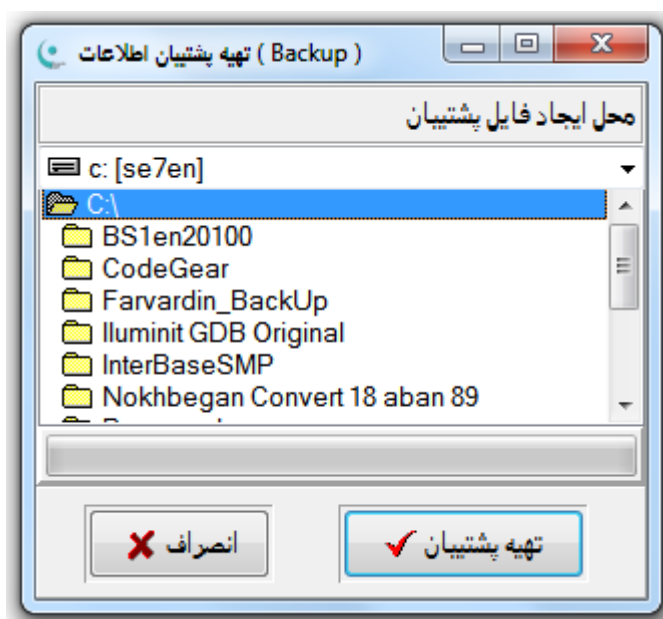 تهیه پشتیبان اطلاعات ( Backup )
محل ایجاد فایل پشتیبان
c: [se7en]
C:\
BS1en20100
CodeGear
Farvardin_BackUp
Iluminit GDB Original
InterBaseSMP
Nokhbegan Convert 18 aban 89
تهیه پشتیبان
انصراف